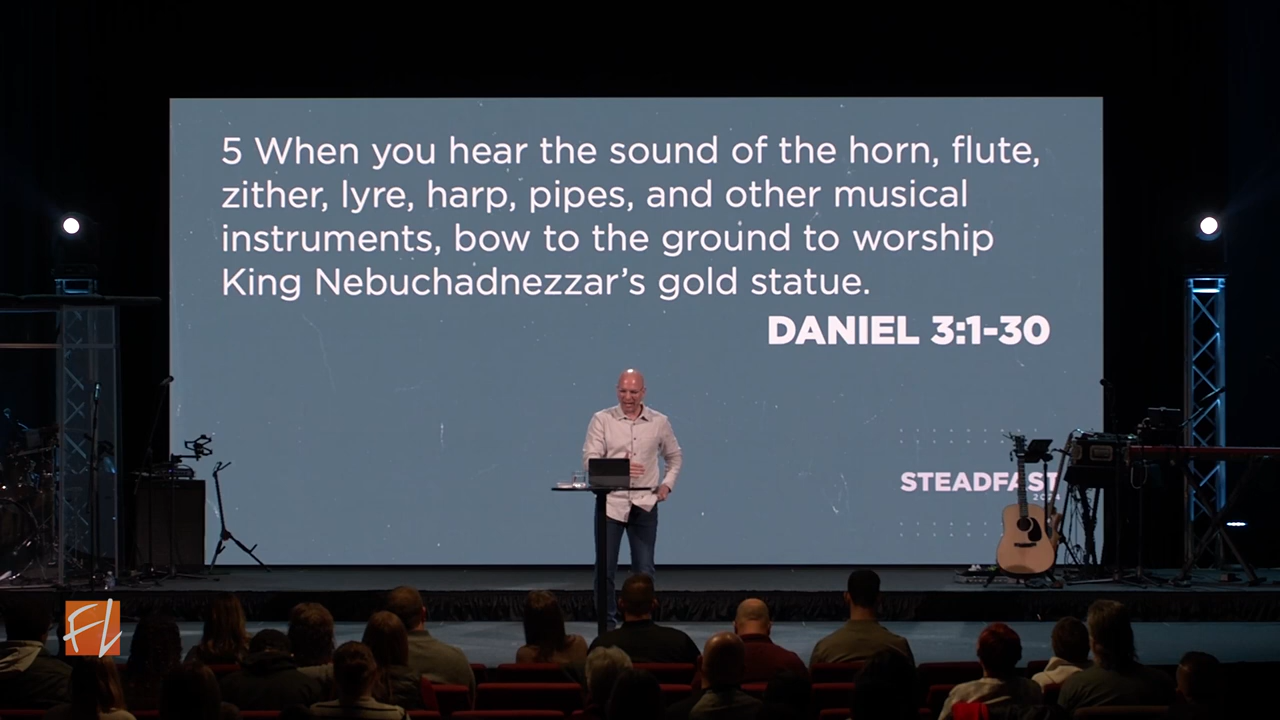 5 When you hear the sound of the horn, flute,
zither, lyre, harp, pipes, and other musical
instruments, bow to the ground to worship
King Nebuchadnezzar's gold statue.
DANIEL 3:1-30
STEADFAST
FL